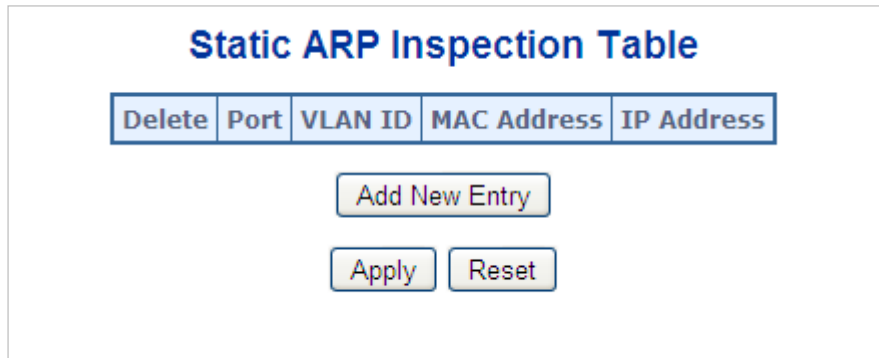 Static ARP Inspection Table
Delete Port VLAN ID MAC Address IP Address
Add New Entry
Apply Reset